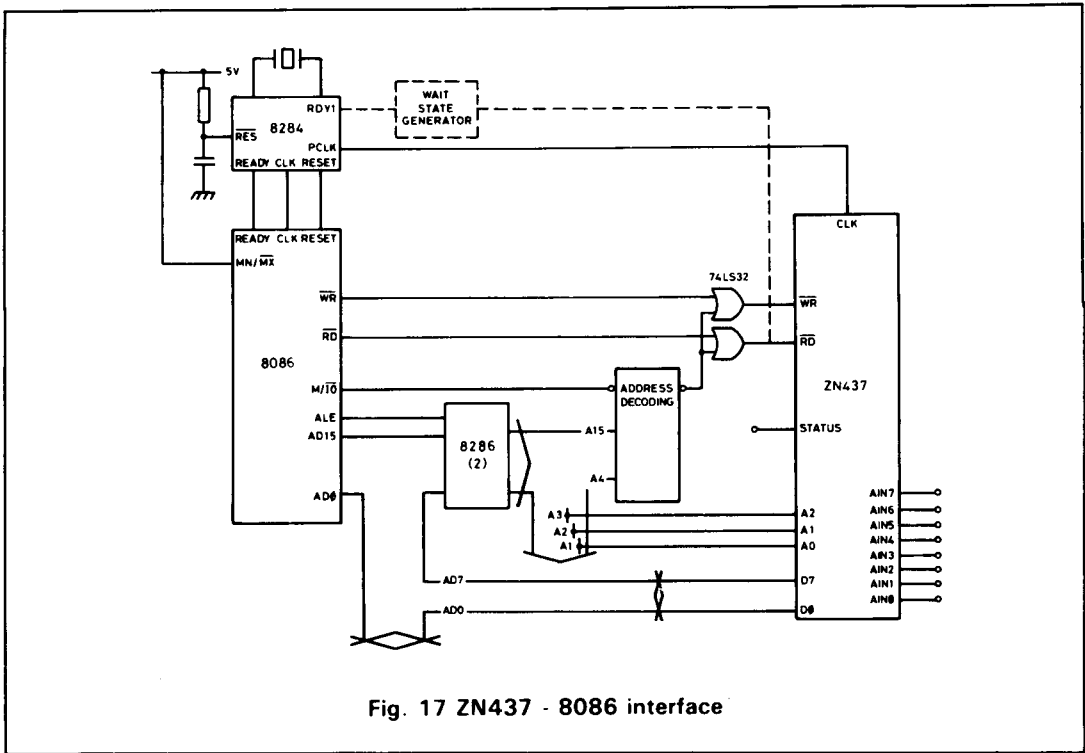 5V
RDY1
WAIT
STATE
GENERATOR
8284
RES
PCLK
READY CLK RESET
READY CLK RESET
MN/MX
CLK
74LS32
WR
WR
RD
RD
8086
ZN437
M/IO
ADDRESS
DECODING
ALE
AD15
8286
(2)
A15
STATUS
A4
AD0
AIN7
AIN6
AIN5
AIN4
AIN3
AIN2
AIN1
AIN0
A3
A2
A1
A2
A1
A0
AD7
D7
AD0
D0
Fig. 17 ZN437 - 8086 interface